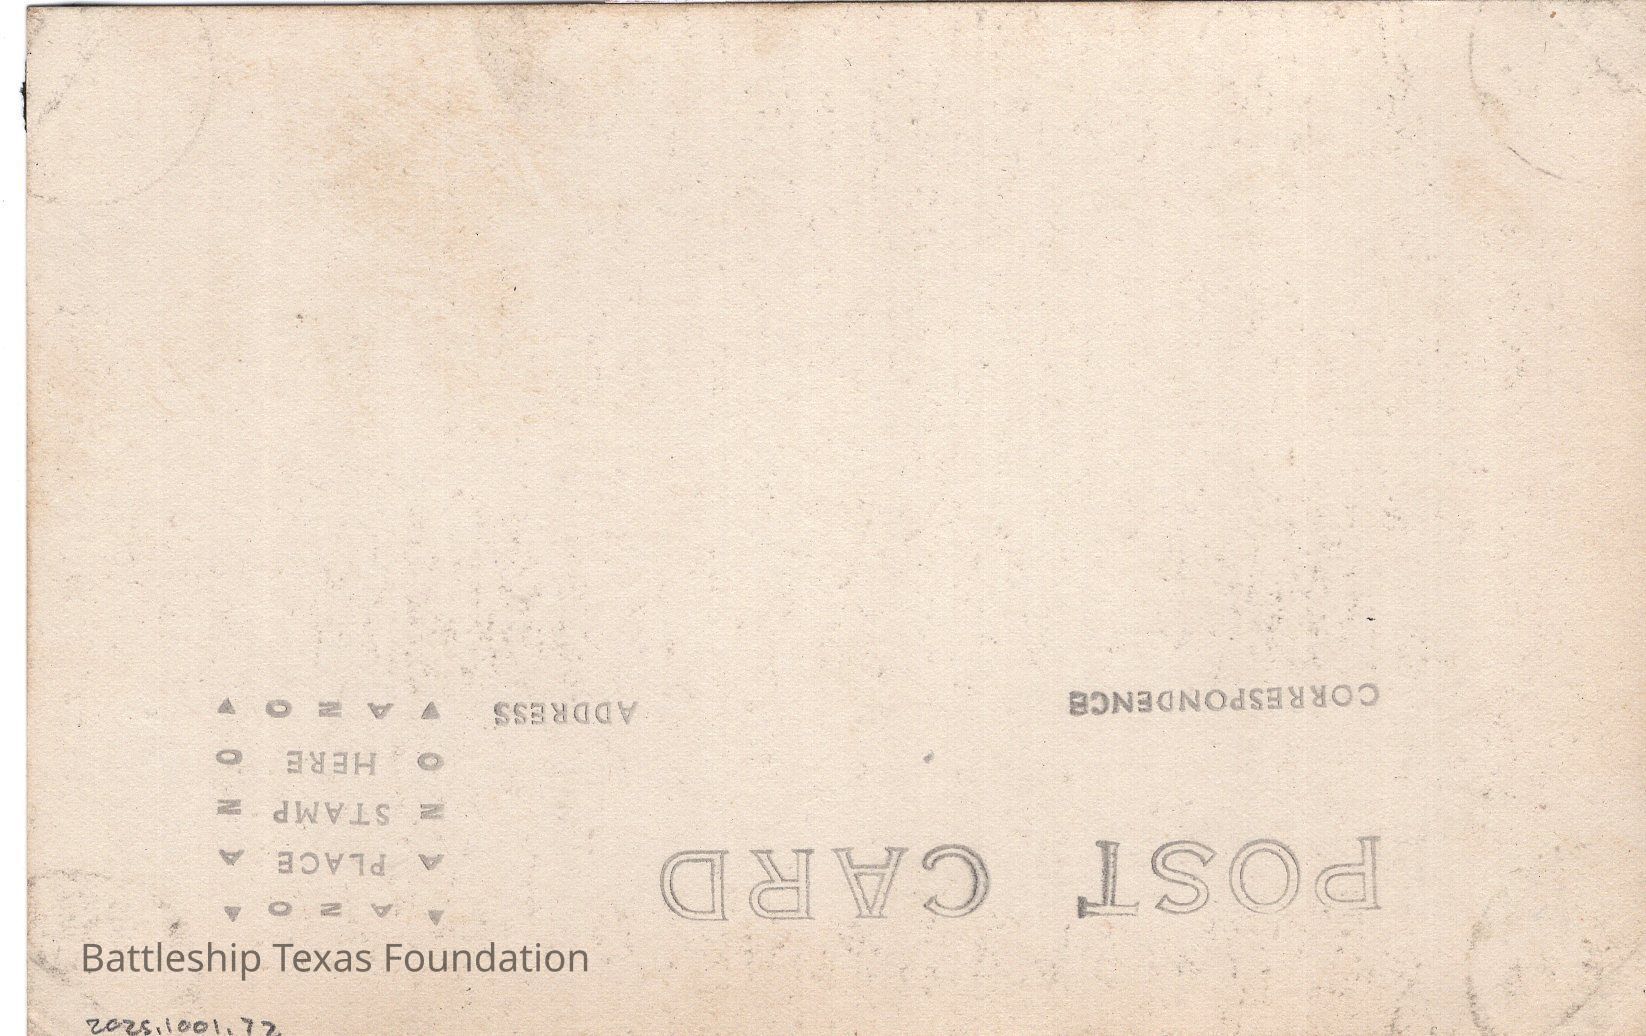 POST CARD
CORRESPONDENCE
ADDRESS
AZO
PLACE
STAMP
HERE
AZO
A Z O
A Z O
Battleship Texas Foundation
2025.1001.72